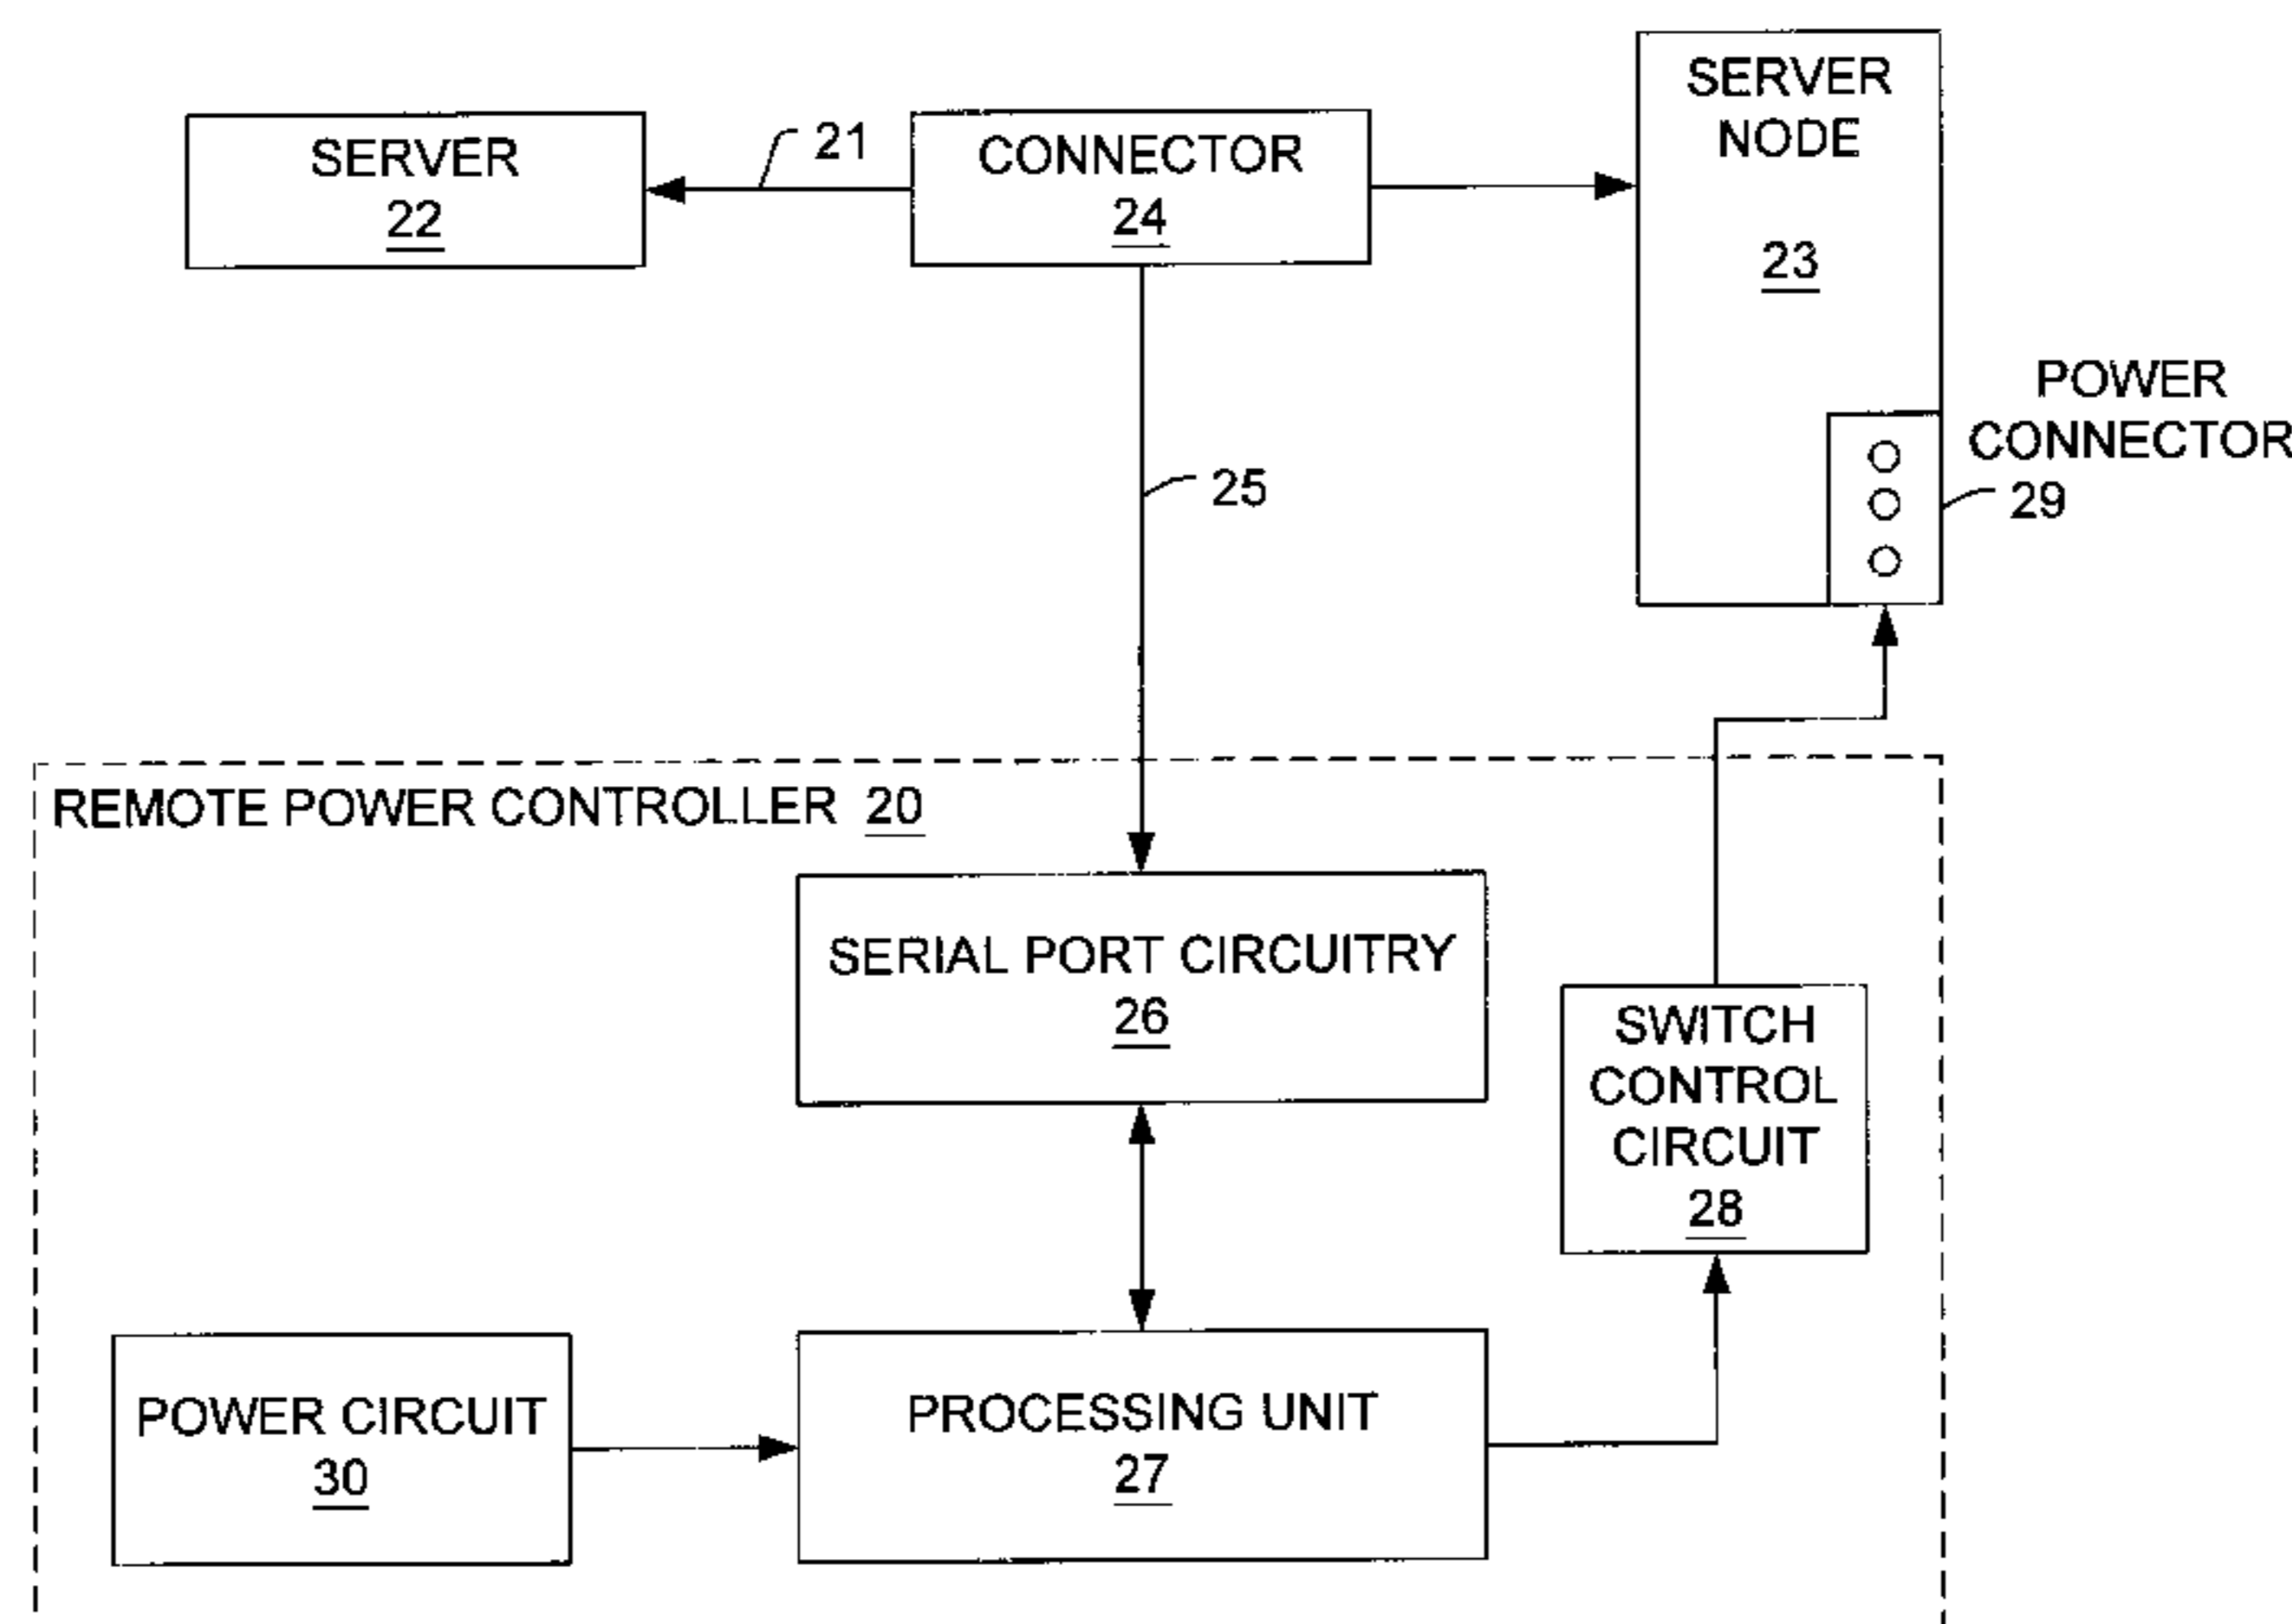 SERVER
22
21
CONNECTOR
24
SERVER
NODE
23
POWER
CONNECTOR
29
25
REMOTE POWER CONTROLLER 20
SERIAL PORT CIRCUITRY
26
SWITCH
CONTROL
CIRCUIT
28
POWER CIRCUIT
30
PROCESSING UNIT
27